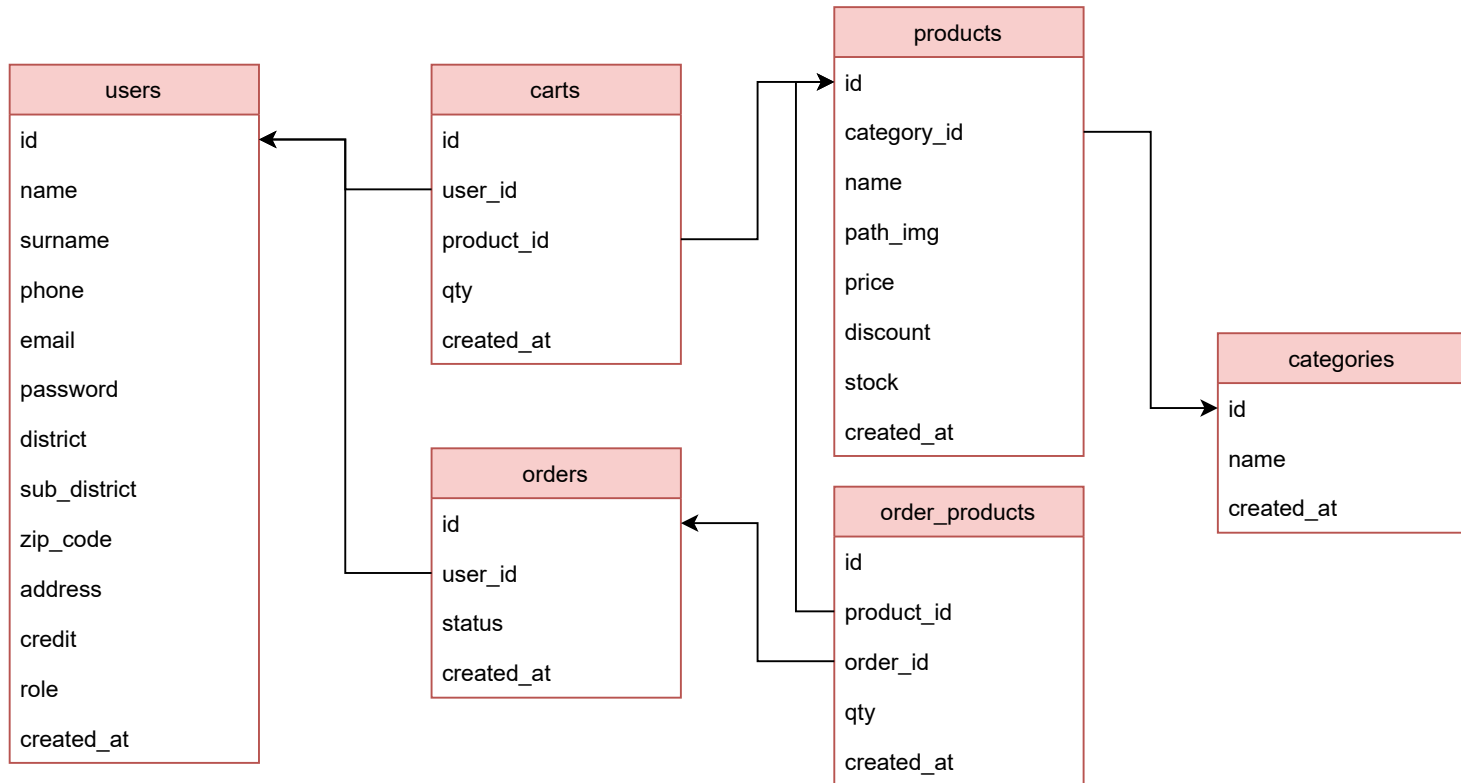 users
id
name
surname
phone
email
password
district
sub_district
zip_code
address
credit
role
created_at
carts
id
user_id
product_id
qty
created_at
orders
id
user_id
status
created_at
products
id
category_id
name
path_img
price
discount
stock
created_at
order_products
id
product_id
order_id
qty
created_at
categories
id
name
created_at